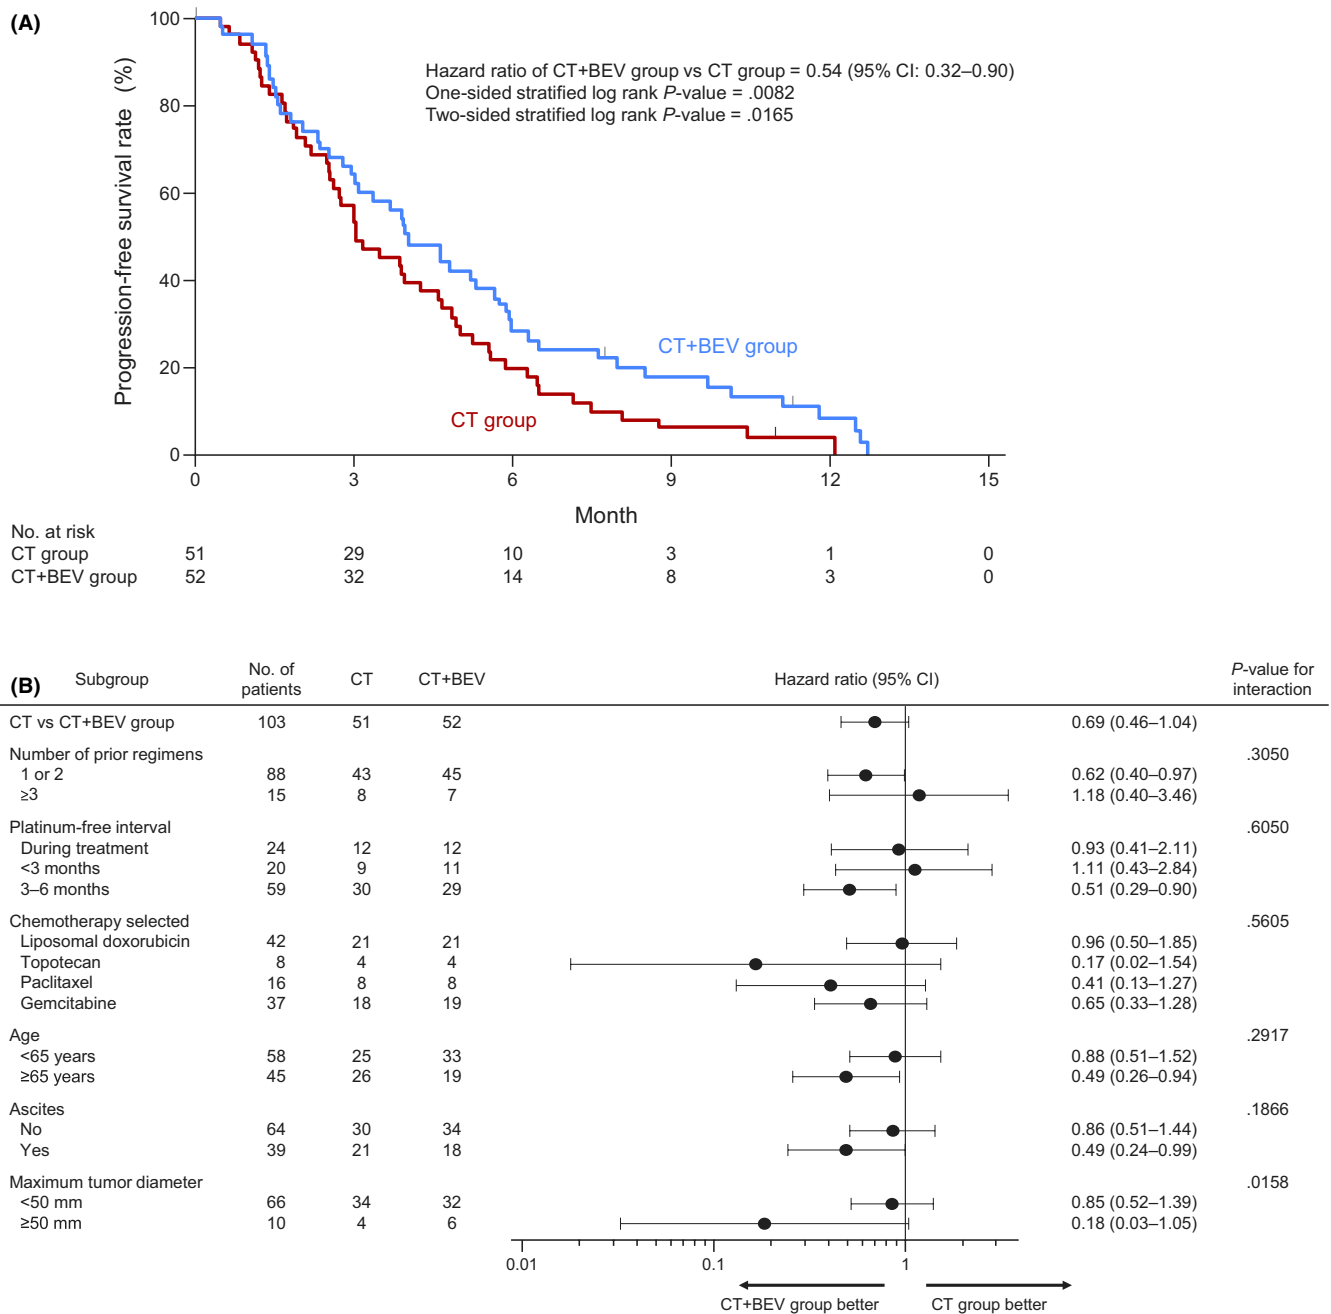 (A)
Hazard ratio of CT+BEV group vs CT group = 0.54 (95% CI: 0.32–0.90)
One-sided stratified log rank P-value = .0082
Two-sided stratified log rank P-value = .0165
Progression-free survival rate (%)
100
80
60
40
20
0
CT+BEV group
CT group
0 3 6 9 12 15
Month
No. at risk
CT group 51 29 10 3 1 0
CT+BEV group 52 32 14 8 3 0
(B) Subgroup No. of patients CT CT+BEV Hazard ratio (95% CI) P-value for interaction
CT vs CT+BEV group 103 51 52 0.69 (0.46–1.04)
Number of prior regimens .3050
1 or 2 88 43 45 0.62 (0.40–0.97)
≥3 15 8 7 1.18 (0.40–3.46)
Platinum-free interval .6050
During treatment 24 12 12 0.93 (0.41–2.11)
<3 months 20 9 11 1.11 (0.43–2.84)
3–6 months 59 30 29 0.51 (0.29–0.90)
Chemotherapy selected .5605
Liposomal doxorubicin 42 21 21 0.96 (0.50–1.85)
Topotecan 8 4 4 0.17 (0.02–1.54)
Paclitaxel 16 8 8 0.41 (0.13–1.27)
Gemcitabine 37 18 19 0.65 (0.33–1.28)
Age .2917
<65 years 58 25 33 0.88 (0.51–1.52)
≥65 years 45 26 19 0.49 (0.26–0.94)
Ascites .1866
No 64 30 34 0.86 (0.51–1.44)
Yes 39 21 18 0.49 (0.24–0.99)
Maximum tumor diameter .0158
<50 mm 66 34 32 0.85 (0.52–1.39)
≥50 mm 10 4 6 0.18 (0.03–1.05)
0.01 0.1 1
CT+BEV group better CT group better